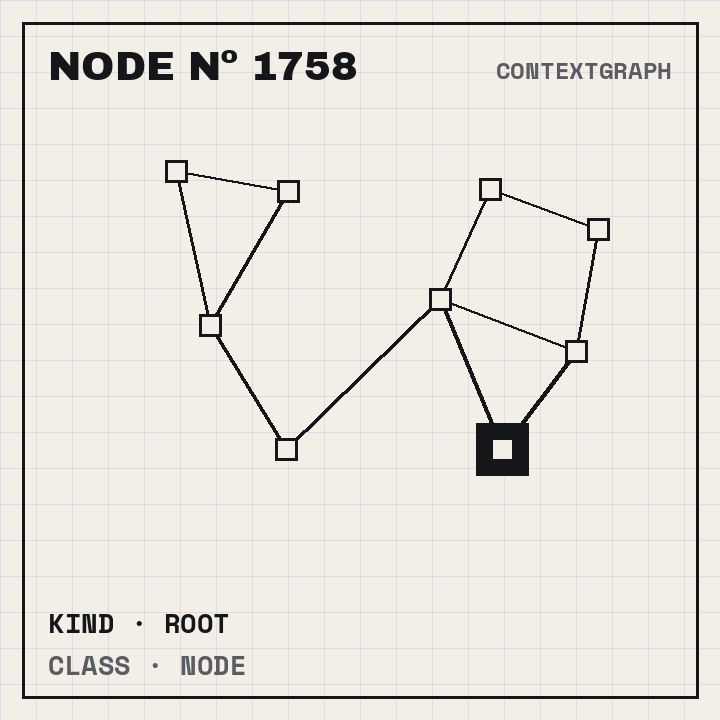 NODE Nº 1758
CONTEXTGRAPH
KIND · ROOT
CLASS · NODE